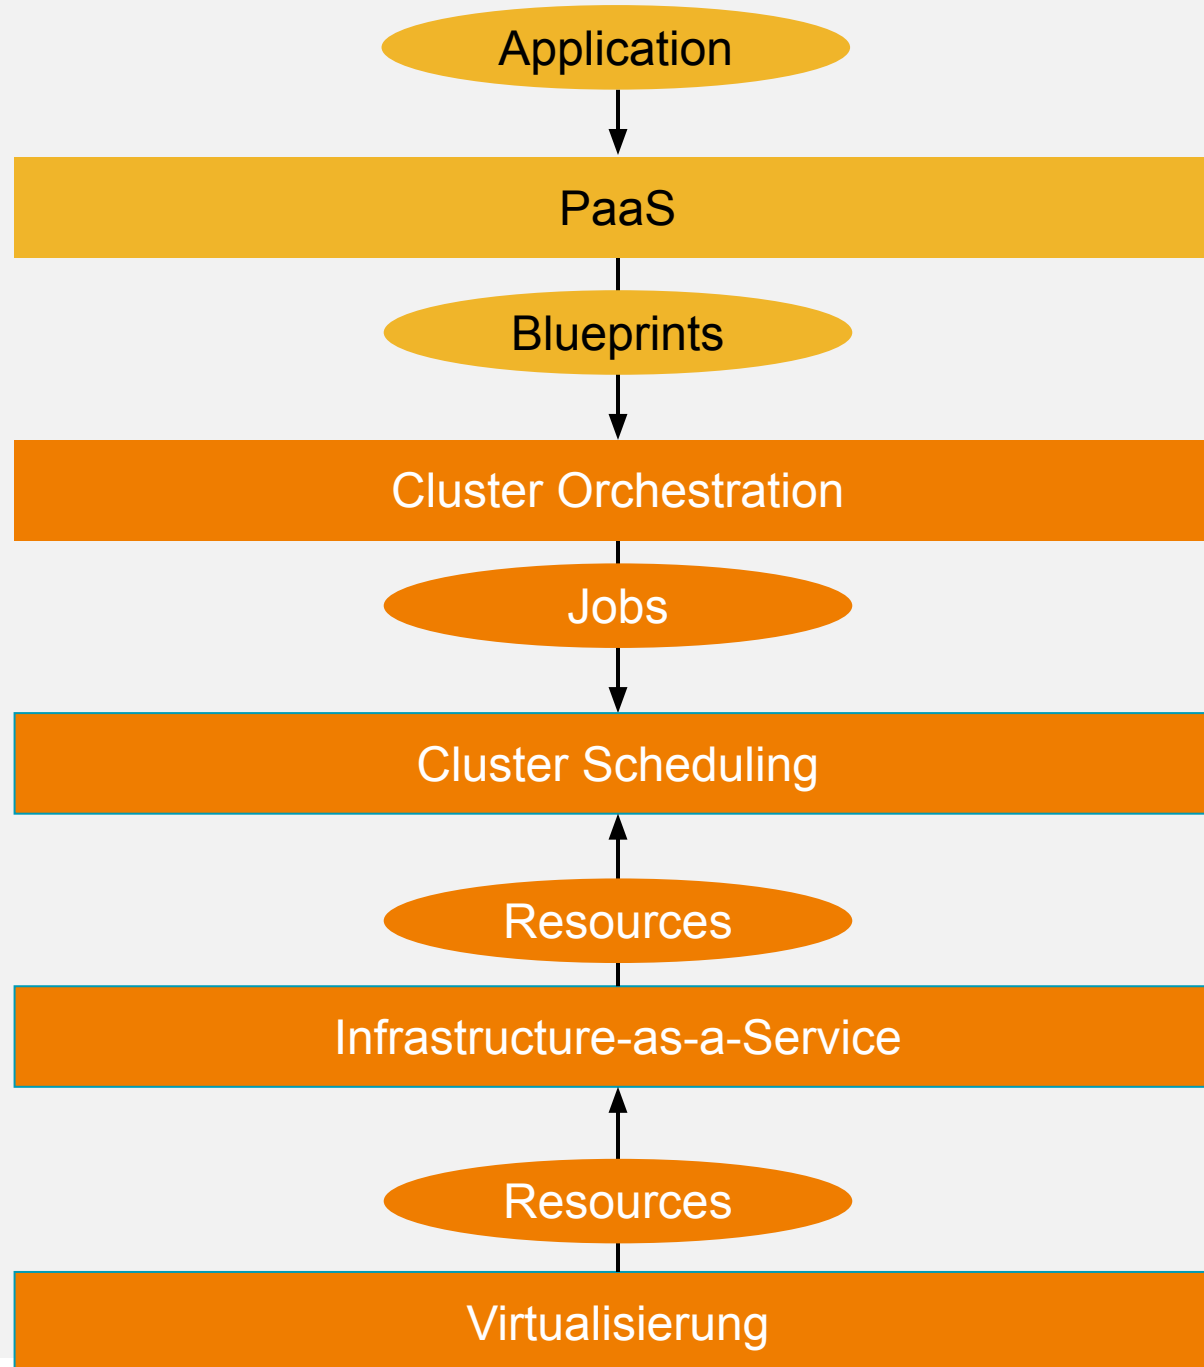 Application
PaaS
Blueprints
Cluster Orchestration
Jobs
Cluster Scheduling
Resources
Infrastructure-as-a-Service
Resources
Virtualisierung